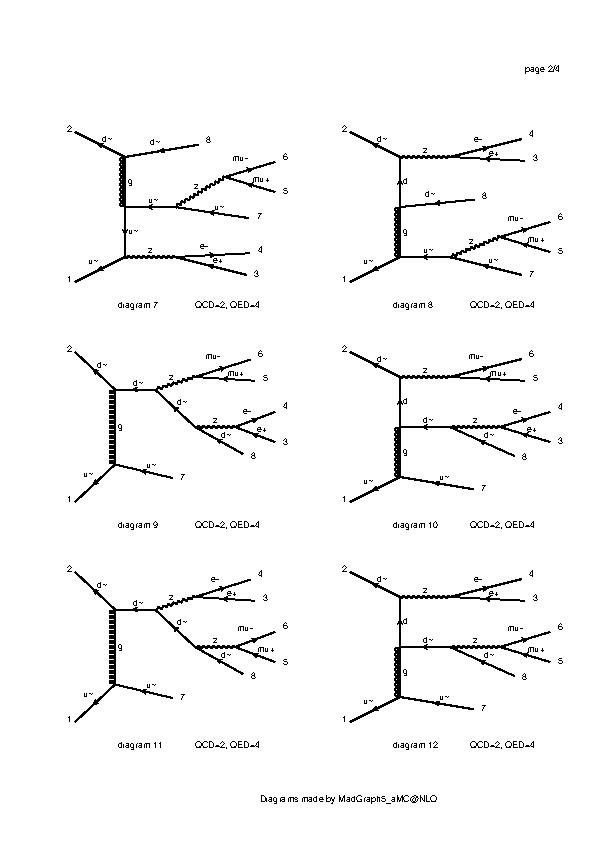 page 2/4
2 d~ d~ 8
mu- 6
z mu+ 5
g u~ u~ 7
u~
e- 4
z e+ 3
1 u~
diagram 7 QCD=2, QED=4
2 d~ z e- 4
e+ 3
d
d~ 8
mu- 6
g z mu+ 5
u~ u~ 7
1 u~
diagram 8 QCD=2, QED=4
2 d~ mu- 6
z mu+ 5
d~
d~ e- 4
g z e+ 3
d~ 8
u~ u~ 7
1
diagram 9 QCD=2, QED=4
2 d~ z mu- 6
mu+ 5
d
e- 4
d~ z e+ 3
g d~ 8
u~ u~ 7
1
diagram 10 QCD=2, QED=4
2 d~ e- 4
z e+ 3
d~
d~ mu- 6
g z mu+ 5
d~ 8
u~ u~ 7
1
diagram 11 QCD=2, QED=4
2 d~ z e- 4
e+ 3
d
mu- 6
d~ z mu+ 5
g d~ 8
u~ u~ 7
1
diagram 12 QCD=2, QED=4
Diagrams made by MadGraph5_aMC@NLO